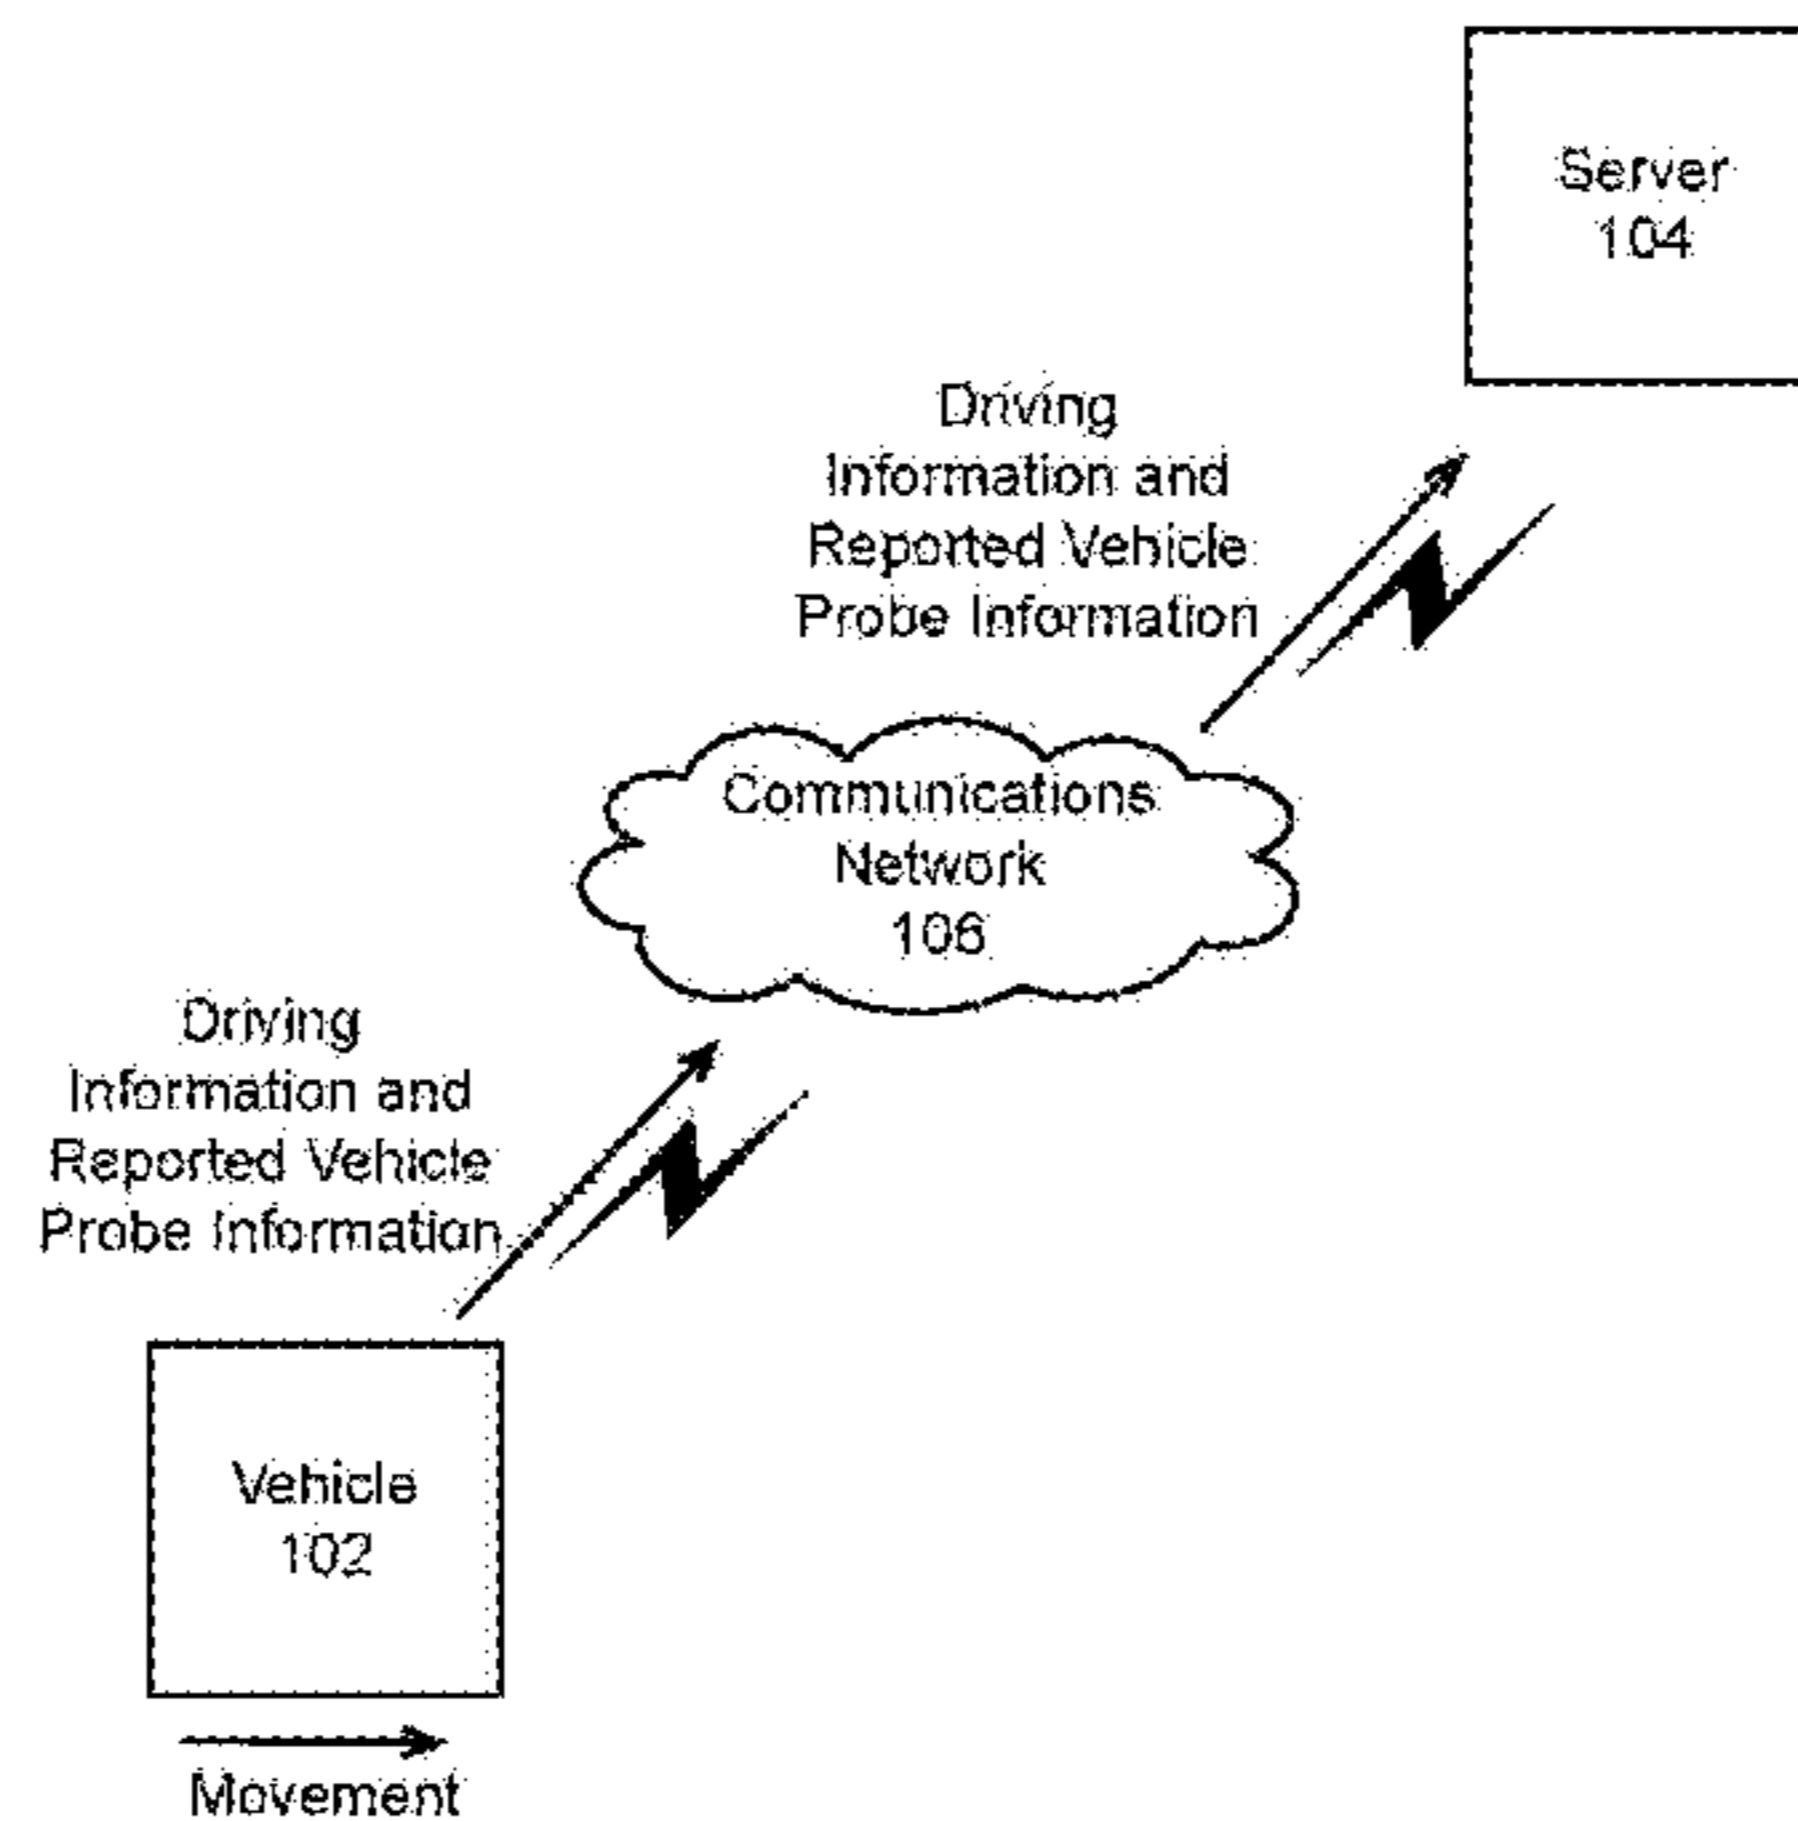 Server
104
Driving
Information and
Reported Vehicle
Probe Information
Communications
Network
106
Driving
Information and
Reported Vehicle
Probe Information
Vehicle
102
Movement